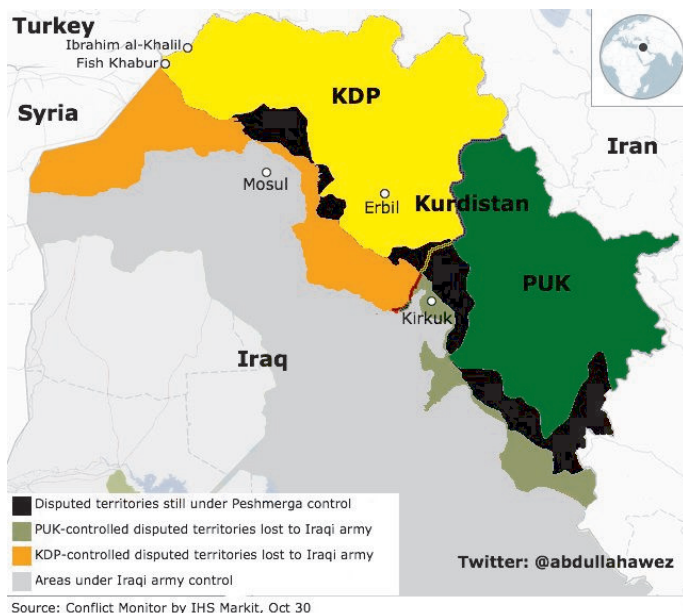 Turkey
Ibrahim al-Khalil
Fish Khabur
KDP
Syria
Iran
Mosul
Erbil
Kurdistan
PUK
Kirkuk
Iraq
Disputed territories still under Peshmerga control
PUK-controlled disputed territories lost to Iraqi army
KDP-controlled disputed territories lost to Iraqi army
Areas under Iraqi army control
Twitter: @abdullahawez
Source: Conflict Monitor by IHS Markit, Oct 30